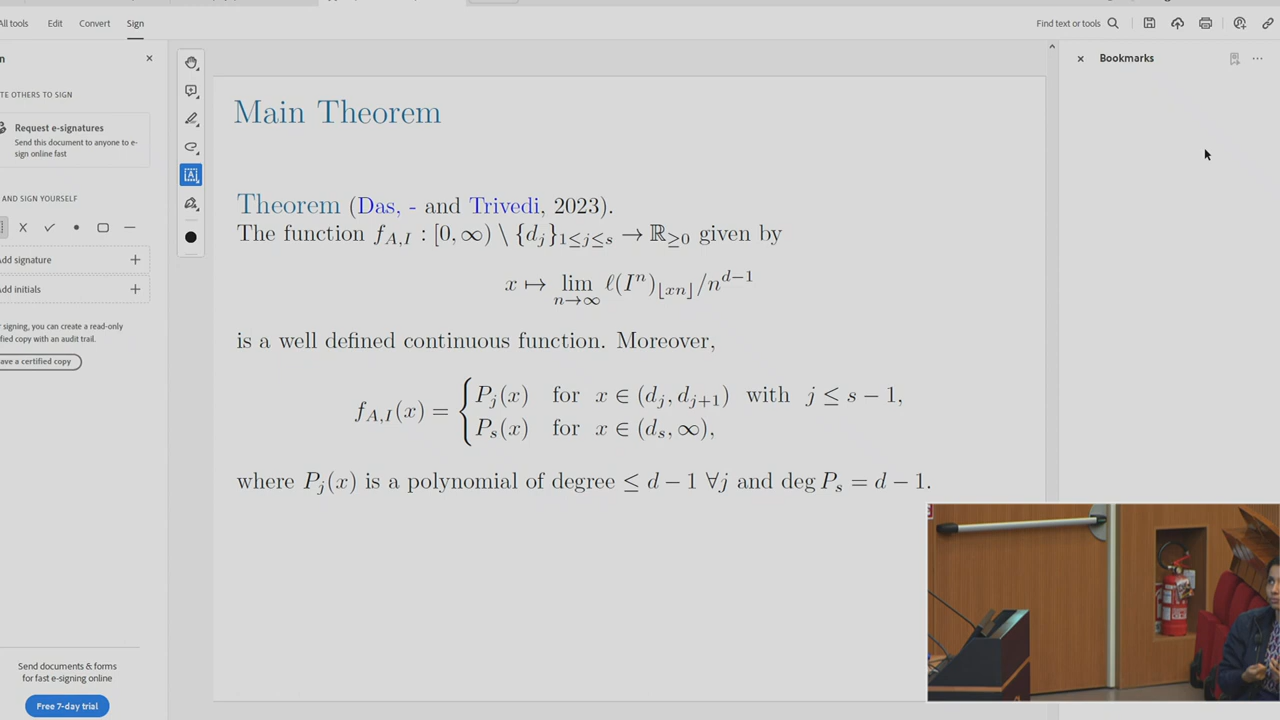 All tools Edit Convert Sign
Find text or tools
Bookmarks
TE OTHERS TO SIGN
Request e-signatures
Send this document to anyone to e-
sign online fast
AND SIGN YOURSELF
Add signature
Add initials
signing, you can create a read-only
fied copy with an audit trail.
ave a certified copy
Send documents & forms
for fast e-signing online
Free 7-day trial
Main Theorem
Theorem (Das, - and Trivedi, 2023).
The function f_{A,I} : [0, ∞) \ {d_j}_{1≤j≤s} → ℝ_{≥0} given by
x ↦ lim_{n→∞} ℓ(I^n)_{⌊xn⌋}/n^{d−1}
is a well defined continuous function. Moreover,
f_{A,I}(x) = { P_j(x) for x ∈ (d_j, d_{j+1}) with j ≤ s − 1,
P_s(x) for x ∈ (d_s, ∞),
where P_j(x) is a polynomial of degree ≤ d − 1 ∀j and deg P_s = d − 1.